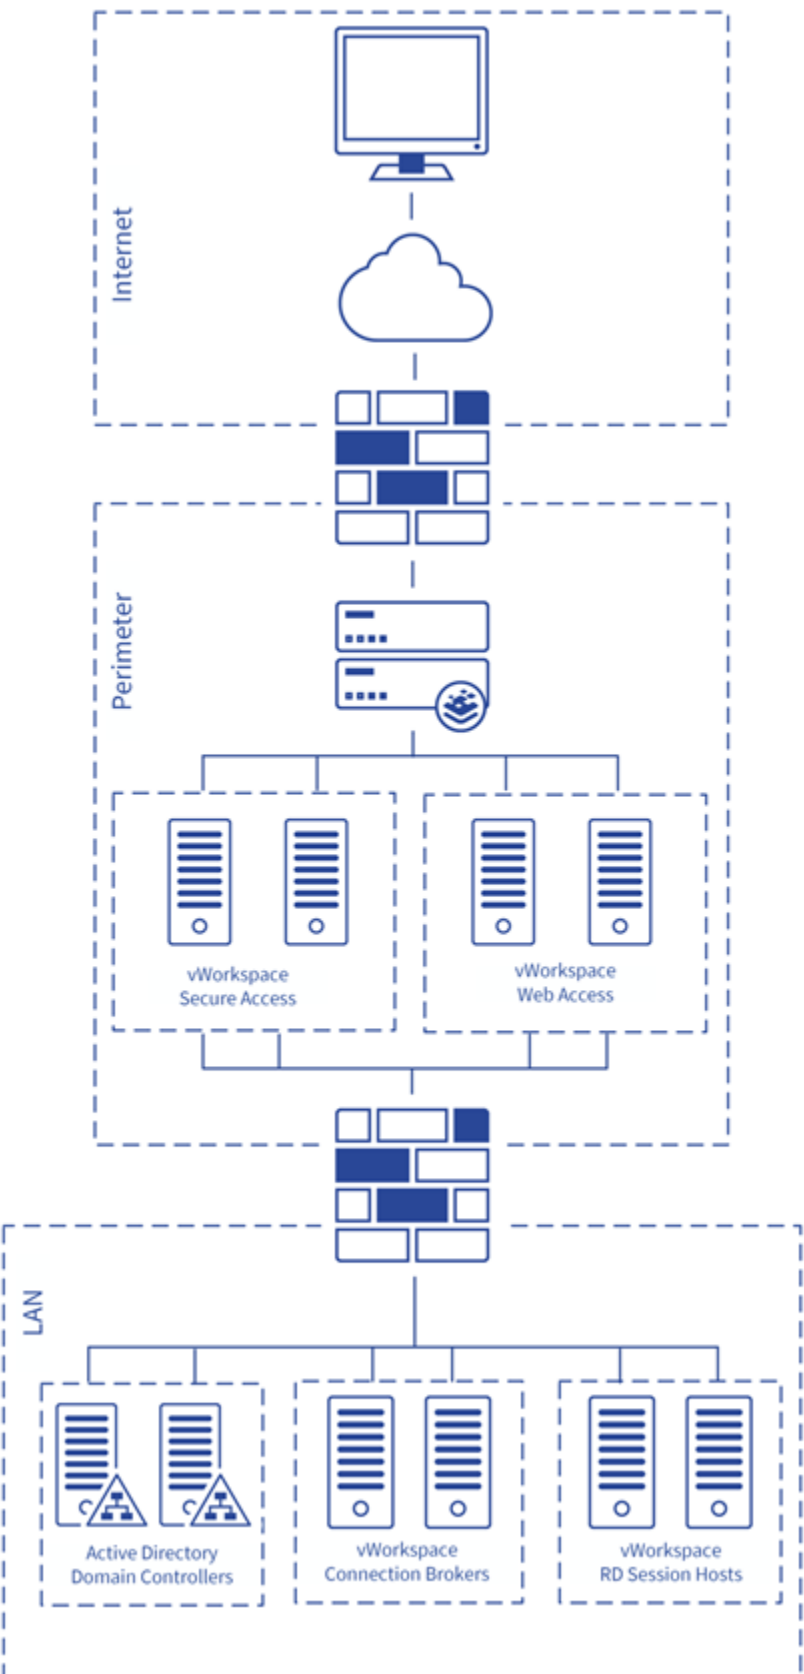 Internet
Perimeter
vWorkspace
Secure Access
vWorkspace
Web Access
LAN
Active Directory
Domain Controllers
vWorkspace
Connection Brokers
vWorkspace
RD Session Hosts